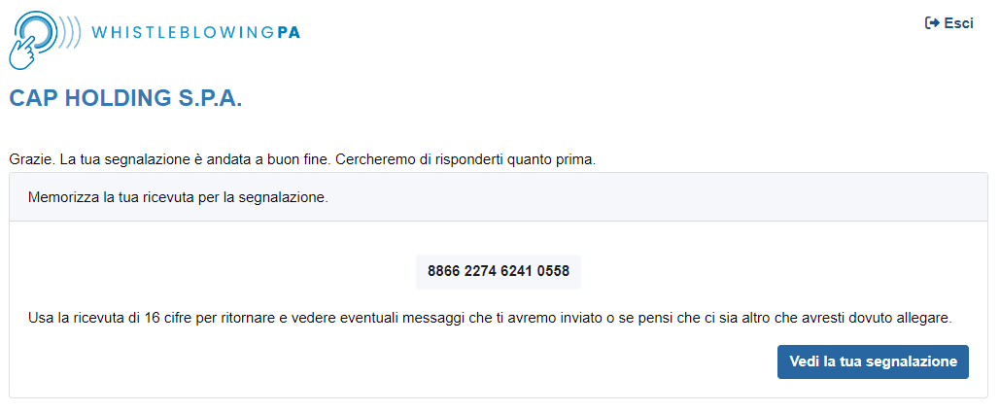 WHISTLEBLOWINGPA
Esci
CAP HOLDING S.P.A.
Grazie. La tua segnalazione è andata a buon fine. Cercheremo di risponderti quanto prima.
Memorizza la tua ricevuta per la segnalazione.
8866 2274 6241 0558
Usa la ricevuta di 16 cifre per ritornare e vedere eventuali messaggi che ti avremo inviato o se pensi che ci sia altro che avresti dovuto allegare.
Vedi la tua segnalazione